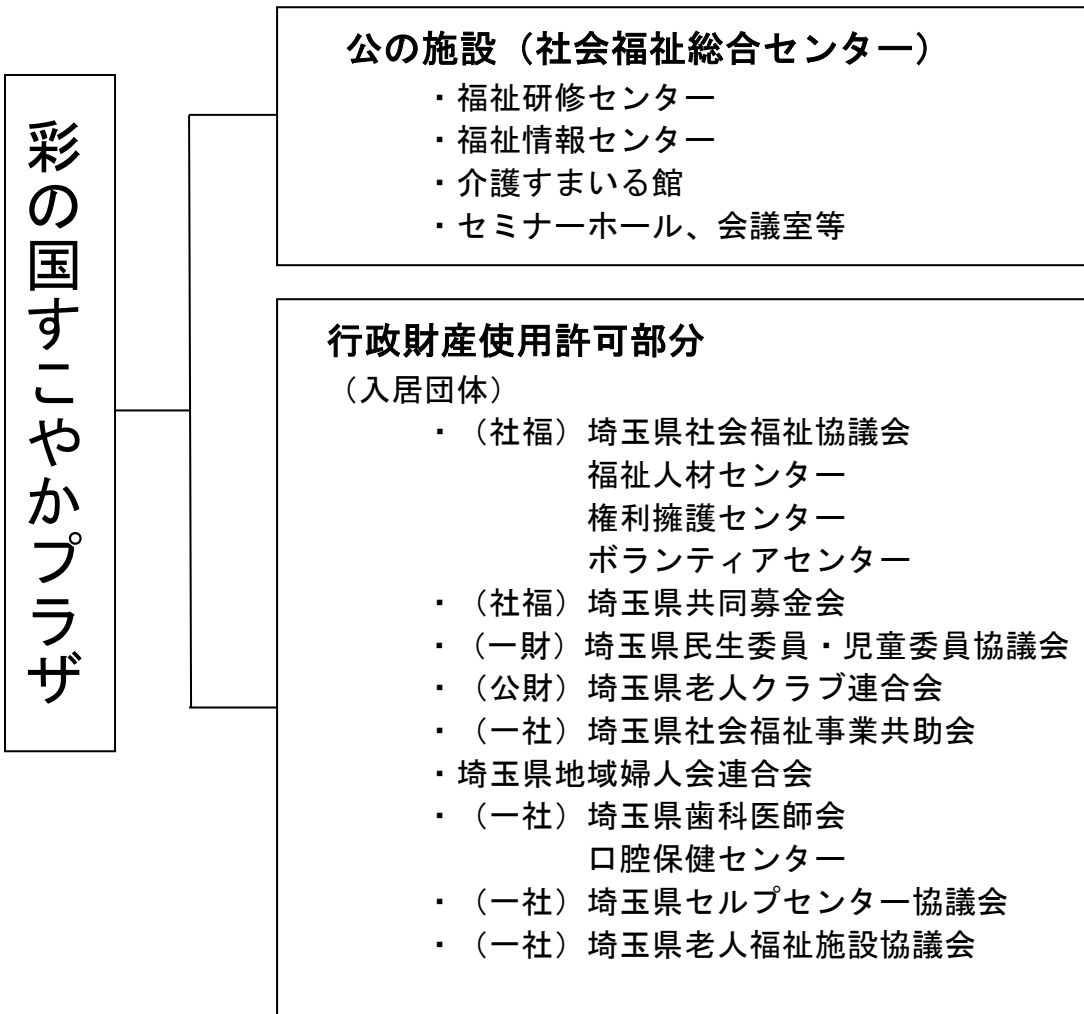 彩の国すこやかプラザ
公の施設（社会福祉総合センター）
・福祉研修センター
・福祉情報センター
・介護すまいる館
・セミナーホール、会議室等
行政財産使用許可部分
（入居団体）
・（社福）埼玉県社会福祉協議会
福祉人材センター
権利擁護センター
ボランティアセンター
・（社福）埼玉県共同募金会
・（一財）埼玉県民生委員・児童委員協議会
・（公財）埼玉県老人クラブ連合会
・（一社）埼玉県社会福祉事業共助会
・埼玉県地域婦人会連合会
・（一社）埼玉県歯科医師会
口腔保健センター
・（一社）埼玉県セルプセンター協議会
・（一社）埼玉県老人福祉施設協議会